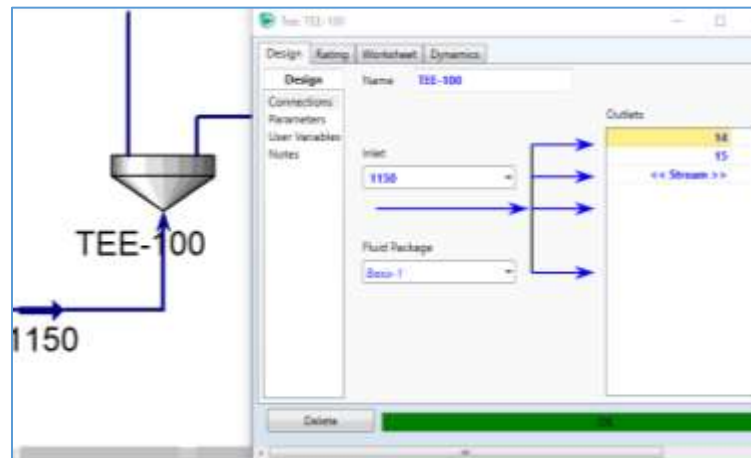 Tee: TEE-100
Design Rating Worksheet Dynamics
Design
Connections
Parameters
User Variables
Notes
Name TEE-100
Outlets
14
15
<< Stream >>
Inlet
1150
Fluid Package
Basis-1
Delete
OK
TEE-100
1150